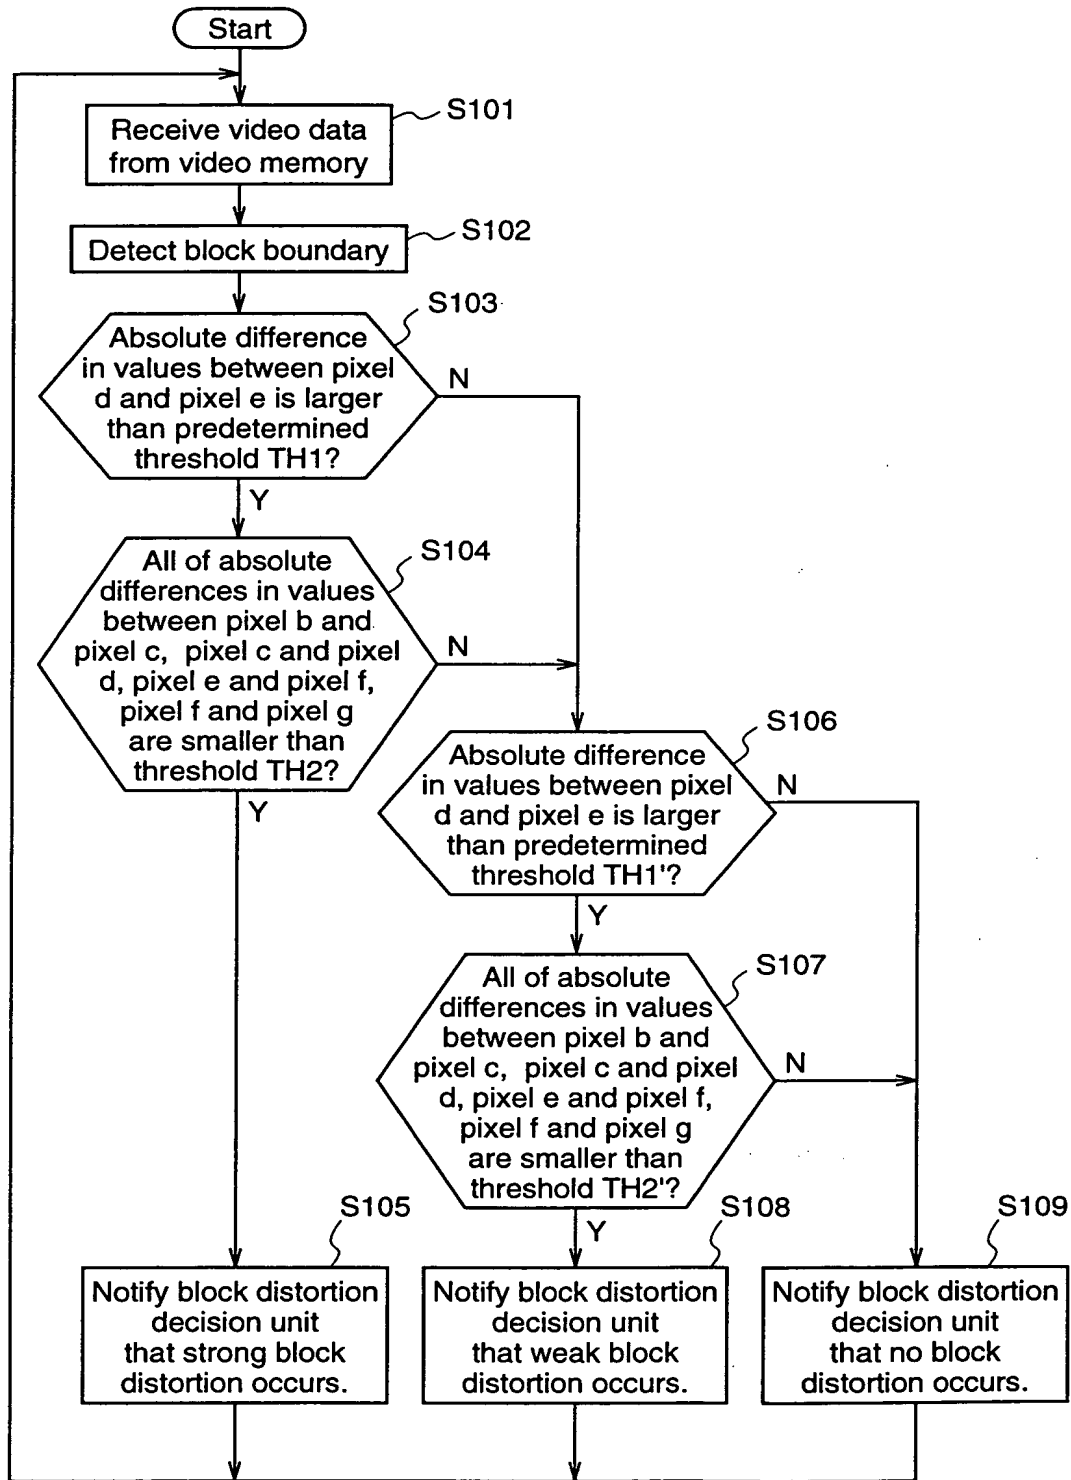 Start
S101
Receive video data
from video memory
S102
Detect block boundary
S103
Absolute difference
in values between pixel
d and pixel e is larger
than predetermined
threshold TH1?
N
Y
S104
All of absolute
differences in values
between pixel b and
pixel c, pixel c and pixel
d, pixel e and pixel f,
pixel f and pixel g
are smaller than
threshold TH2?
N
Y
S106
Absolute difference
in values between pixel
d and pixel e is larger
than predetermined
threshold TH1'?
N
Y
S107
All of absolute
differences in values
between pixel b and
pixel c, pixel c and pixel
d, pixel e and pixel f,
pixel f and pixel g
are smaller than
threshold TH2'?
N
Y
S105
Notify block distortion
decision unit
that strong block
distortion occurs.
S108
Notify block distortion
decision unit
that weak block
distortion occurs.
S109
Notify block distortion
decision unit
that no block
distortion occurs.